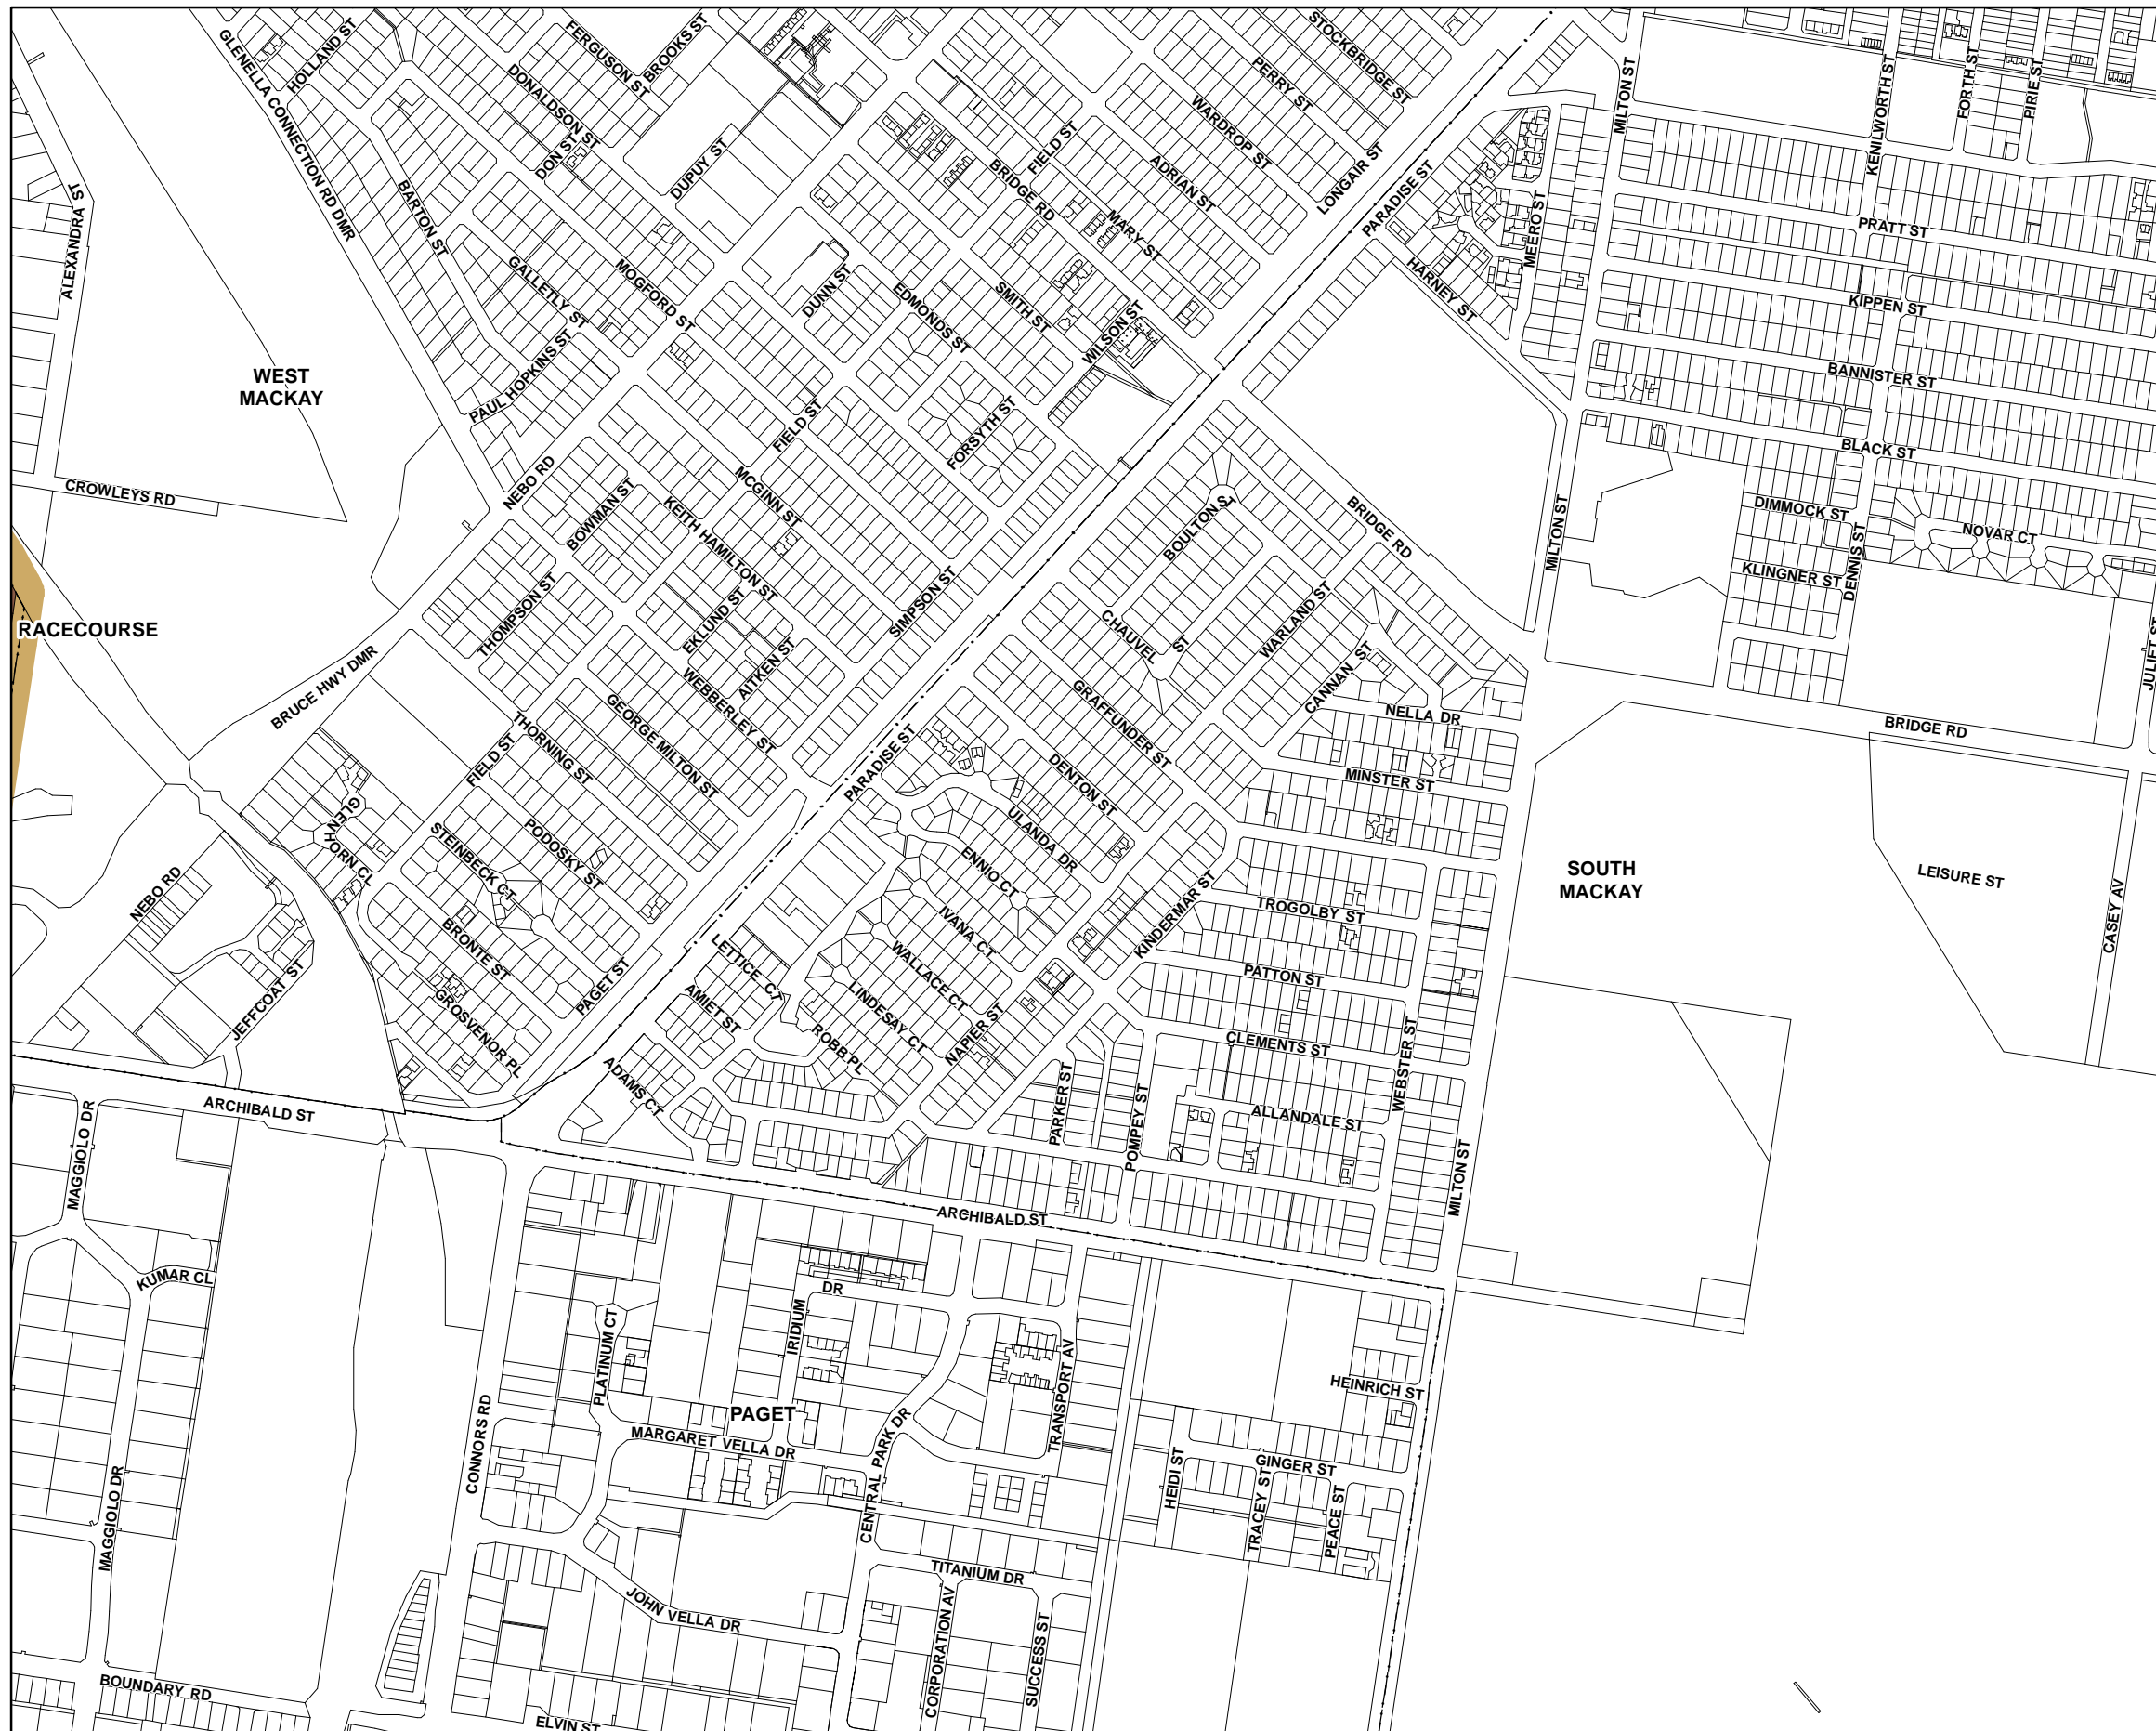 HOLLAND ST
GLENELLA CONNECTION RD DMR
FERGUSON ST
BROOKS ST
DONALDSON ST
DON ST
DUPUY ST
BARTON ST
GALLETLY ST
MOGFORD ST
PAUL HOPKINS ST
ALEXANDRA ST
WEST
MACKAY
CROWLEYS RD
RACECOURSE
STOCKBRIDGE ST
PERRY ST
WARDROP ST
ADRIAN ST
FIELD ST
BRIDGE RD
MARY ST
LONGAIR ST
PARADISE ST
HARNEY ST
MEERO ST
MILTON ST
KENILWORTH ST
FORTH ST
PIRIE ST
PRATT ST
KIPPEN ST
BANNISTER ST
BLACK ST
DIMMOCK ST
NOVAR CT
KLINGNER ST
DENNIS ST
JULIET ST
DUNN ST
EDMONDS ST
SMITH ST
WILSON ST
FORSYTH ST
FIELD ST
MCGINN ST
NEBO RD
BOWMAN ST
KEITH HAMILTON ST
THOMPSON ST
EKLUND ST
AITKEN ST
SIMPSON ST
WEBBERLEY ST
GEORGE MILTON ST
BRUCE HWY DMR
THORNING ST
FIELD ST
BOULTON ST
BRIDGE RD
MILTON ST
CHAUVEL
ST
WARLAND ST
CANNAN ST
GRAFFUNDER ST
NELLA DR
MINSTER ST
BRIDGE RD
DENTON ST
PARADISE ST
ULANDA DR
ENNIO CT
IVANA CT
WALLACE CT
LINDESAY CT
LETTICE CT
AMIET ST
ROBB PL
NAPIER ST
ADAMS CT
GLENTHORN CL
STEINBECK CT
PODOSKY ST
BRONTE ST
GROSVENOR PL
PAGET ST
NEBO RD
JEFFCOAT ST
KINDERMAR ST
TROGOLBY ST
PATTON ST
CLEMENTS ST
WEBSTER ST
ALLANDALE ST
PARKER ST
POMPEY ST
MILTON ST
SOUTH
MACKAY
LEISURE ST
CASEY AV
ARCHIBALD ST
ARCHIBALD ST
MAGGIOLO DR
KUMAR CL
MAGGIOLO DR
BOUNDARY RD
CONNORS RD
PLATINUM CT
IRIDIUM
DR
PAGET
MARGARET VELLA DR
CENTRAL PARK DR
TRANSPORT AV
HEINRICH ST
GINGER ST
HEIDI ST
TRACEY ST
PEACE ST
TITANIUM DR
CORPORATION AV
SUCCESS ST
JOHN VELLA DR
ELVIN ST